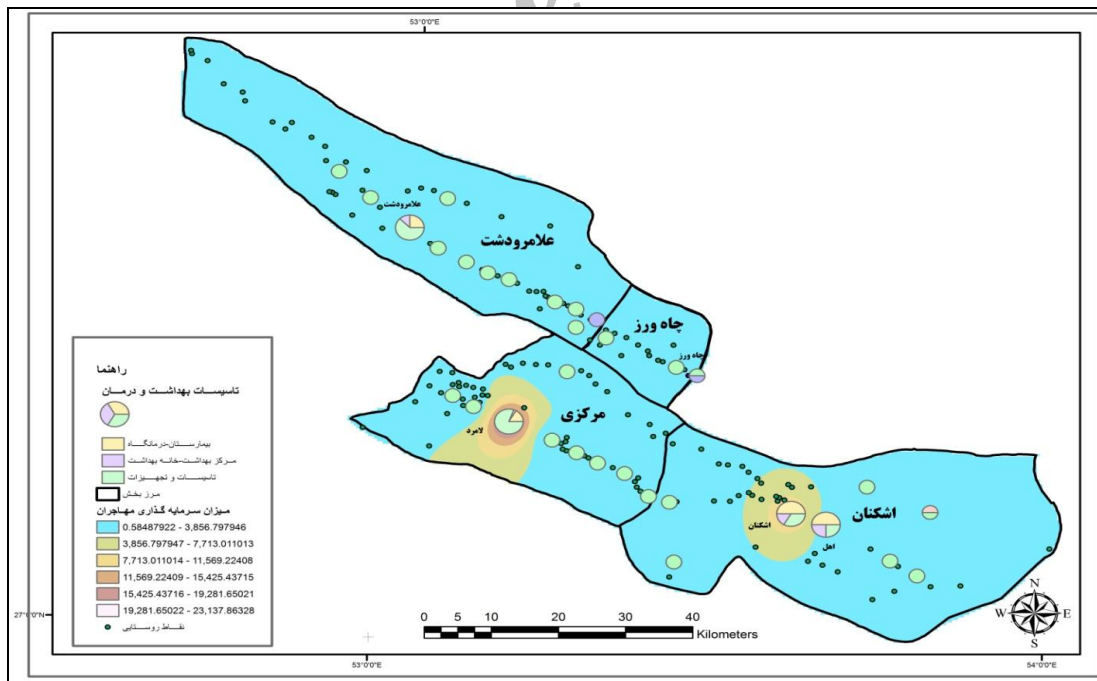 53°0'0"E
علامرودشت
علامرودشت
چاه ورز
چاه ورز
مرکزی
لامرد
اشکنان
اشکنان
اهل
راهنما
تاسیسات بهداشت و درمان
بیمارستان-درمانگاه
مرکز بهداشت-خانه بهداشت
تاسیسات و تجهیزات
مرز بخش
میزان سرمایه گذاری مهاجران
0.58487922 - 3,856.797946
3,856.797947 - 7,713.011013
7,713.011014 - 11,569.22408
11,569.22409 - 15,425.43715
15,425.43716 - 19,281.65021
19,281.65022 - 23,137.86328
نقاط روستایی
27°0'0"N
0 5 10 20 30 40
Kilometers
N
W E
S
53°0'0"E
54°0'0"E